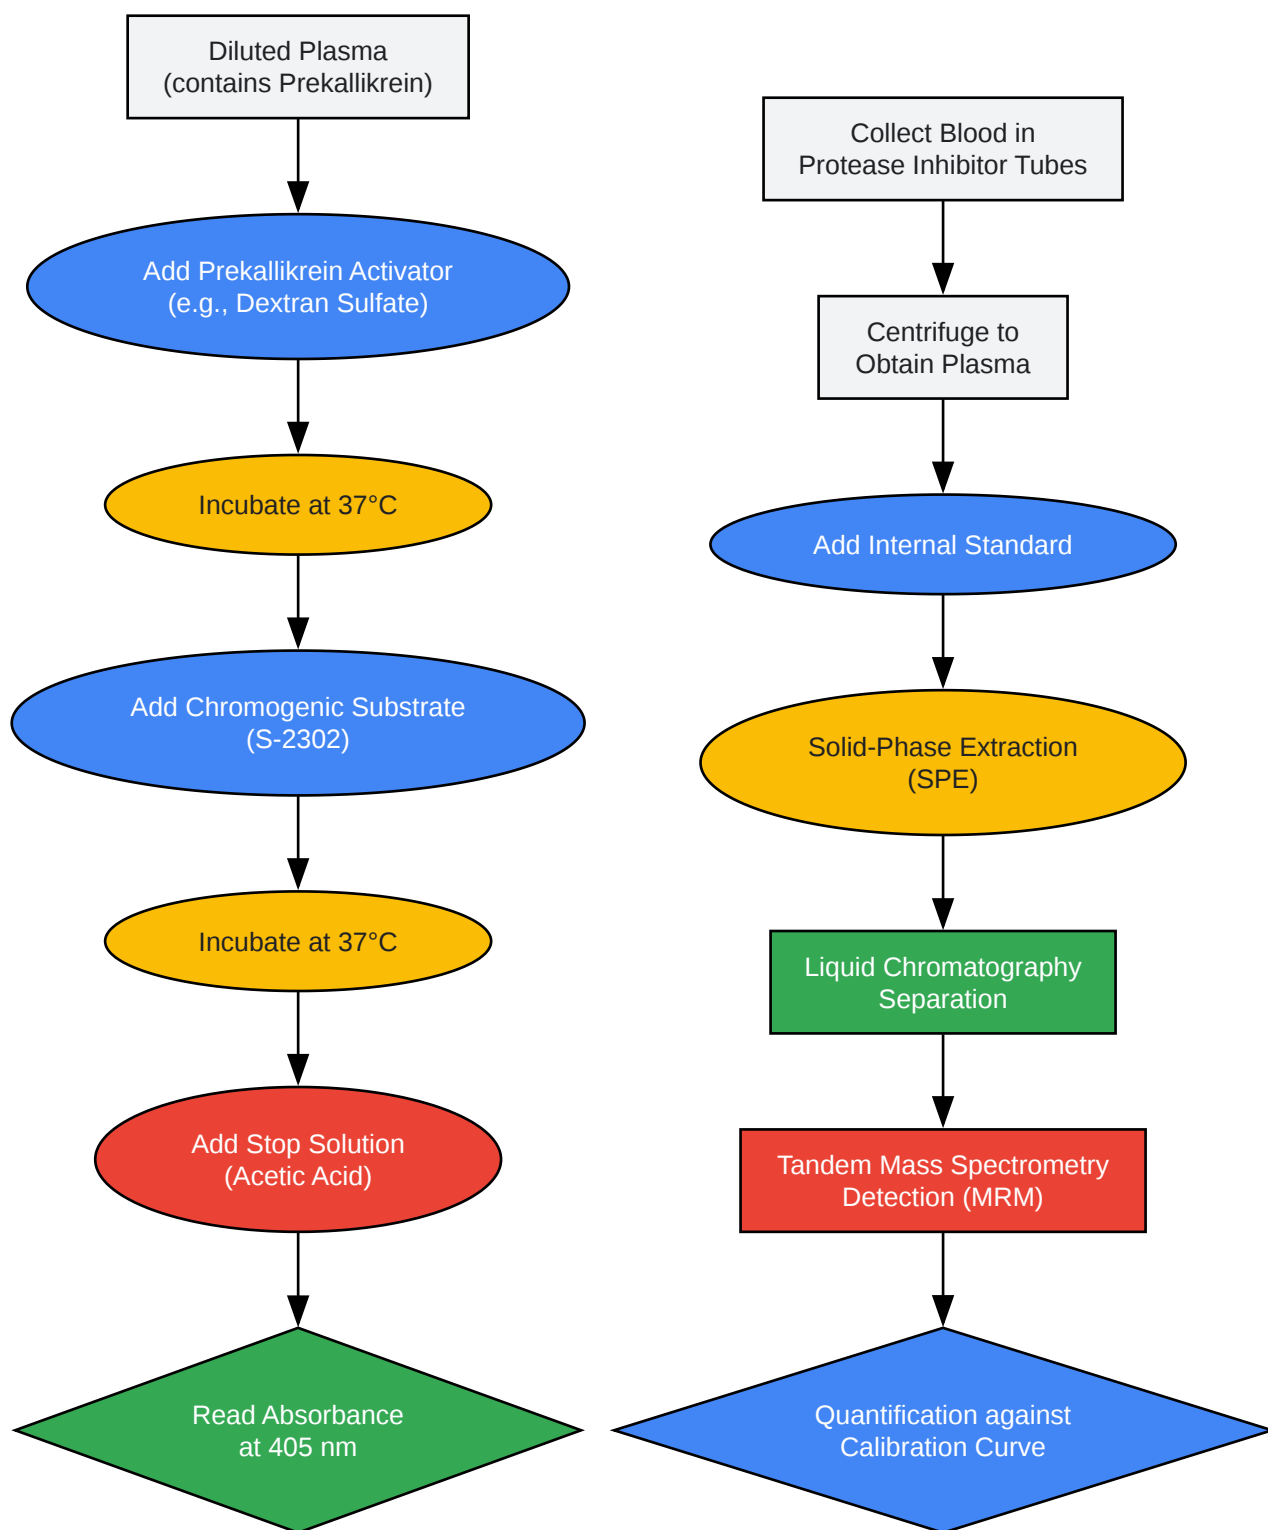 Diluted Plasma
(contains Prekallikrein)
Add Prekallikrein Activator
(e.g., Dextran Sulfate)
Incubate at 37°C
Add Chromogenic Substrate
(S-2302)
Incubate at 37°C
Add Stop Solution
(Acetic Acid)
Read Absorbance
at 405 nm
Collect Blood in
Protease Inhibitor Tubes
Centrifuge to
Obtain Plasma
Add Internal Standard
Solid-Phase Extraction
(SPE)
Liquid Chromatography
Separation
Tandem Mass Spectrometry
Detection (MRM)
Quantification against
Calibration Curve